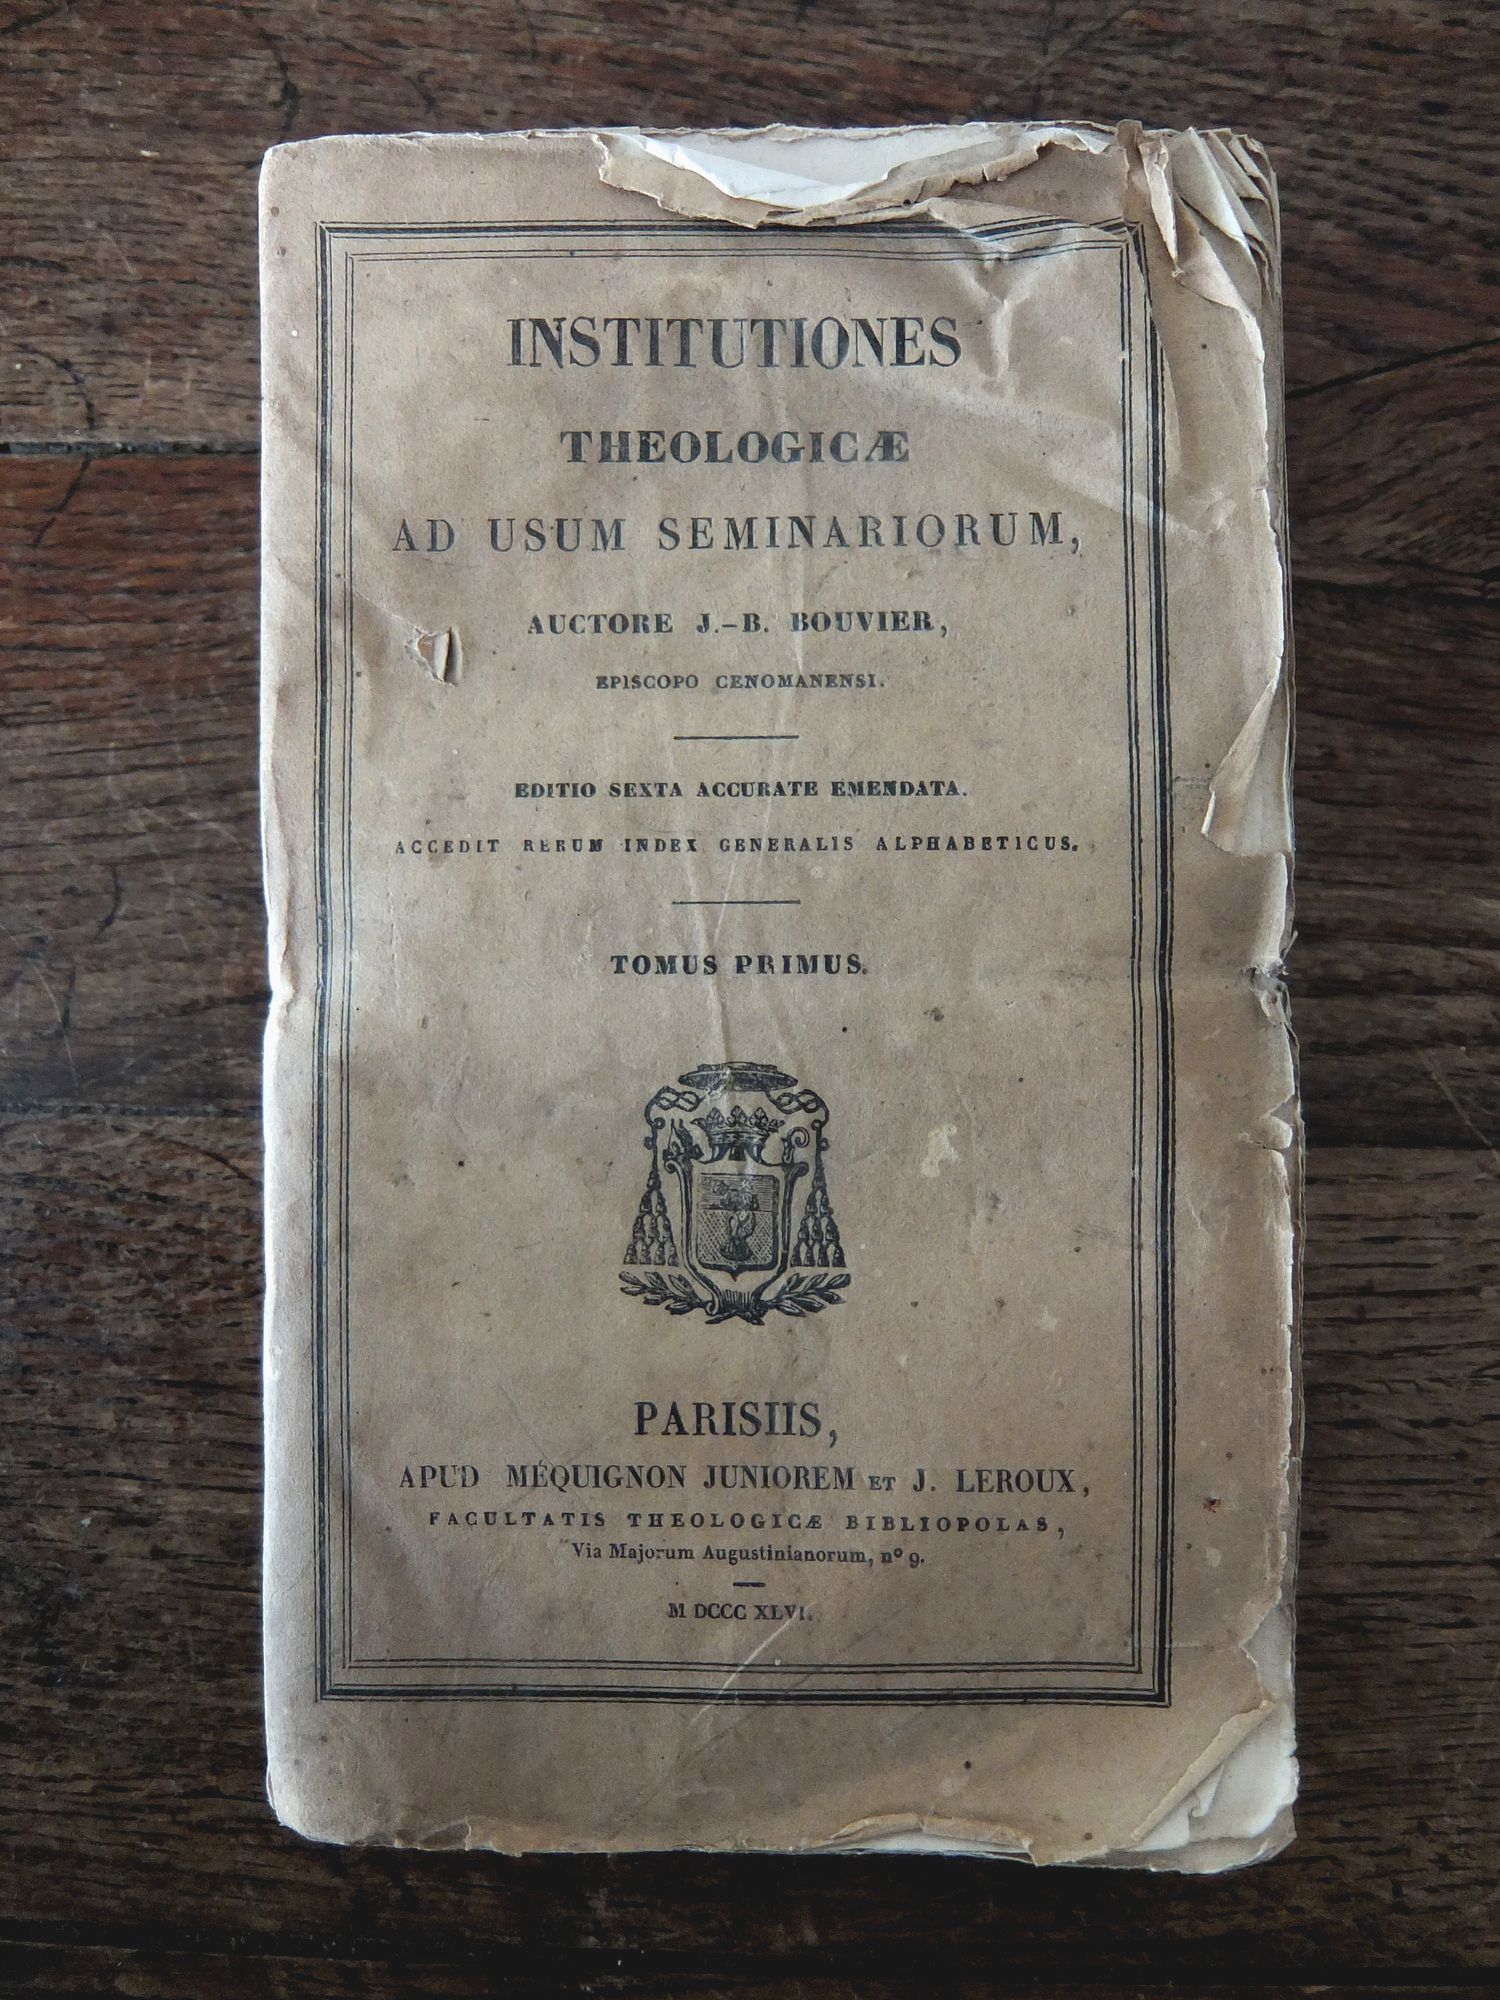 INSTITUTIONES
THEOLOGICÆ
AD USUM SEMINARIORUM,
AUCTORE J.-B. BOUVIER,
EPISCOPO CENOMANENSI.
EDITIO SEXTA ACCURATE EMENDATA.
ACCEDIT RERUM INDEX GENERALIS ALPHABETICUS.
TOMUS PRIMUS.
PARISIIS,
APUD MÉQUIGNON JUNIOREM ET J. LEROUX,
FACULTATIS THEOLOGICÆ BIBLIOPOLAS,
Via Majorum Augustinianorum, nº 9.
M DCCC XLVI.